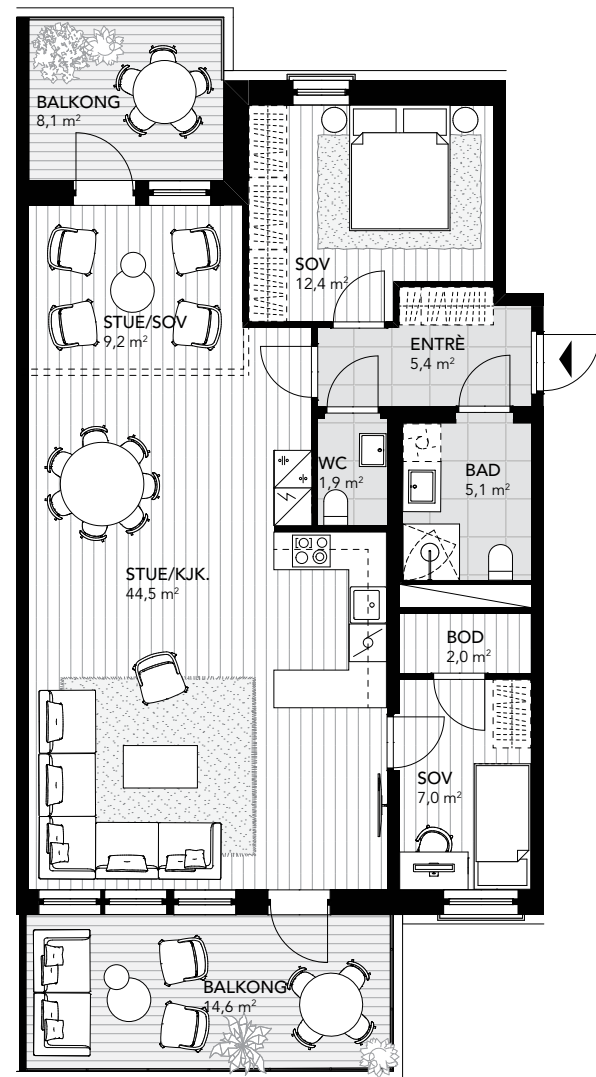 BALKONG
8,1 m²
SOV
12,4 m²
STUE/SOV
9,2 m²
ENTRÈ
5,4 m²
WC
1,9 m²
BAD
5,1 m²
STUE/KJK.
44,5 m²
BOD
2,0 m²
SOV
7,0 m²
BALKONG
14,6 m²